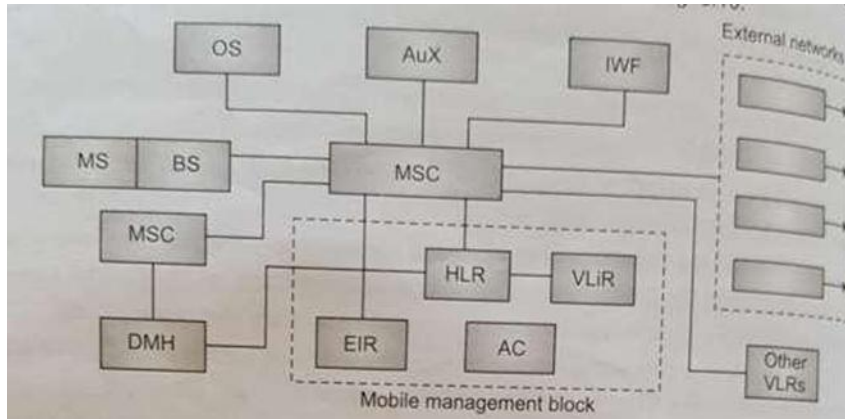 External networks
OS
AuX
IWF
MS
BS
MSC
MSC
HLR
VLiR
DMH
EIR
AC
Other
VLRs
Mobile management block